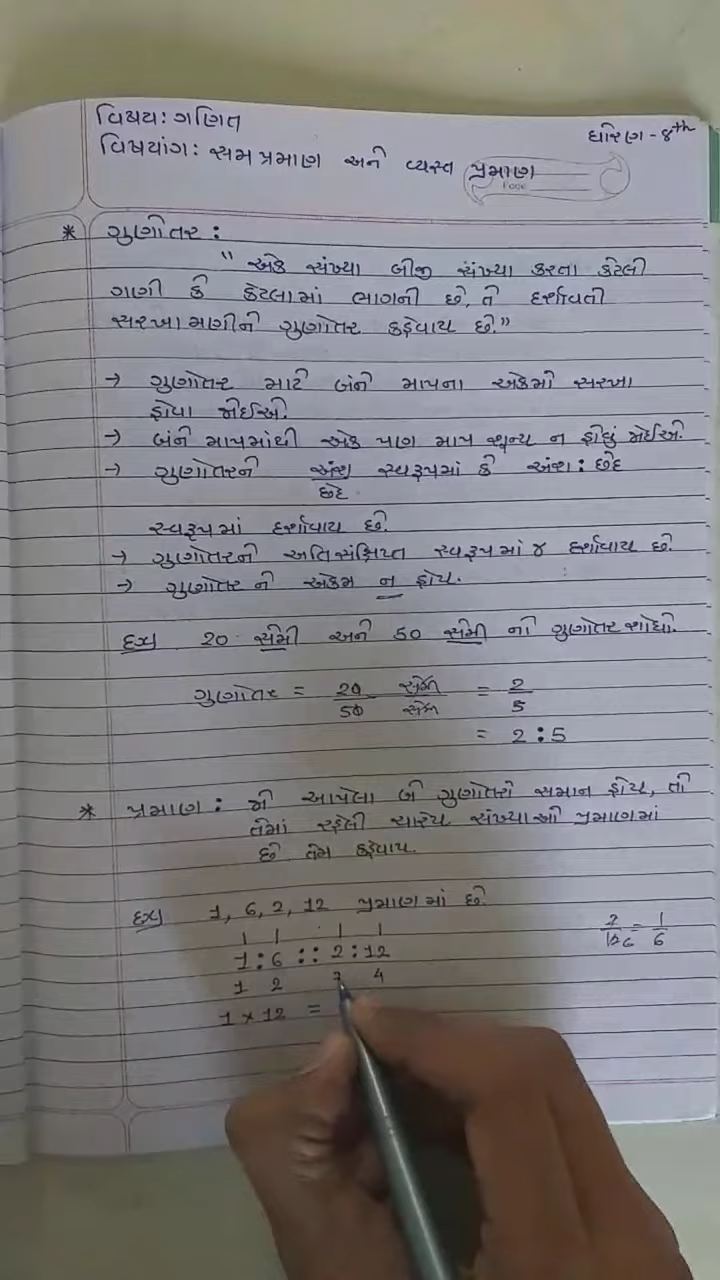 વિષય: ગણિત
ધોરણ - 8th
વિષયાંગ: સમ પ્રમાણ અને વ્યસ્ત પ્રમાણ
* ગુણોતર :
" એક સંખ્યા બીજી સંખ્યા કરતા કેટલી
ગણી કે કેટલામાં ભાગની છે, તે દર્શાવતી
સરખામણીને ગુણોતર કહેવાય છે."
→ ગુણોતર માટે બંને માપના એકમો સરખા
હોવા જોઈએ.
→ બંને માપમાંથી એક પણ માપ શૂન્ય ન હોવું જોઈએ.
→ ગુણોતરને અંશ સ્વરૂપમાં કે અંશ : છેદ
છેદ
સ્વરૂપમાં દર્શાવાય છે.
→ ગુણોતરને અતિસંક્ષિપ્ત સ્વરૂપમાં જ દર્શાવાય છે.
→ ગુણોતર ને એકમ ન હોય.
20 સેમી અને 50 સેમી નો ગુણોતર શોધો.
ગુણોતર = 20 સેમી = 2
50 સેમી 5
= 2 : 5
* પ્રમાણ : જો આપેલા બે ગુણોતરો સમાન હોય, તો
તેમાં રહેલી ચારેય સંખ્યાઓ પ્રમાણમાં
છે તેમ કહેવાય.
1, 6, 2, 12 પ્રમાણમાં છે.
1 : 6 :: 2 : 12
1 2 3 4
1 × 12 =
= 1
6